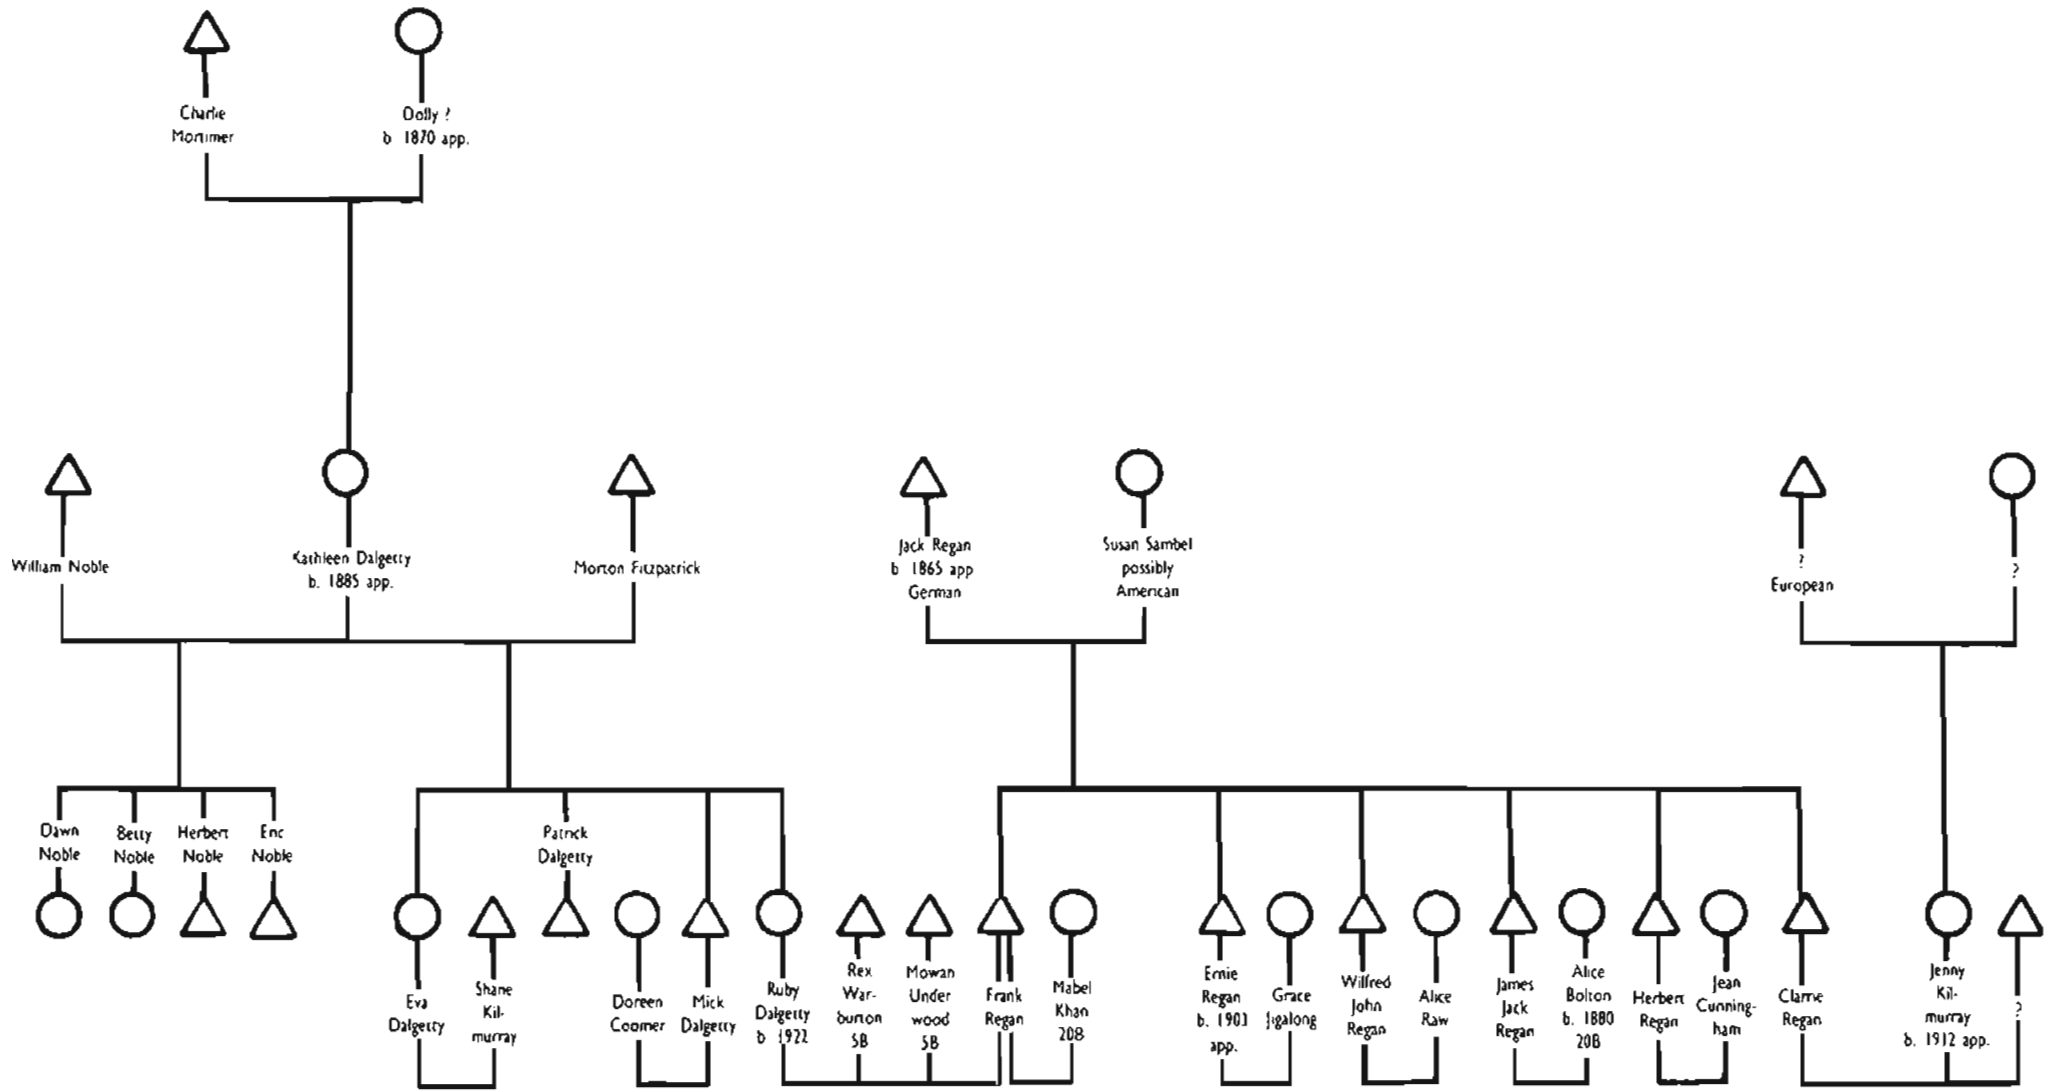 Charlie
Mortimer
Dolly ?
b. 1870 app.
William Noble
Kathleen Dalgetty
b. 1885 app.
Morton Fitzpatrick
Jack Regan
b 1865 app
German
Susan Sambel
possibly
American
?
European
?
Dawn
Noble
Betty
Noble
Herbert
Noble
Eric
Noble
Patrick
Dalgetty
Eva
Dalgetty
Shane
Kil-
murray
Doreen
Coomer
Mick
Dalgetty
Ruby
Dalgetty
b 1922
Rex
War-
burton
5B
Mowan
Under
wood
5B
Frank
Regan
Mabel
Khan
20B
Ernie
Regan
b. 1903
app.
Grace
Jigalong
Wilfred
John
Regan
Alice
Raw
James
Jack
Regan
Alice
Bolton
b. 1880
20B
Herbert
Regan
Jean
Cunning-
ham
Clarrie
Regan
Jenny
Kil-
murray
b. 1912 app.
?